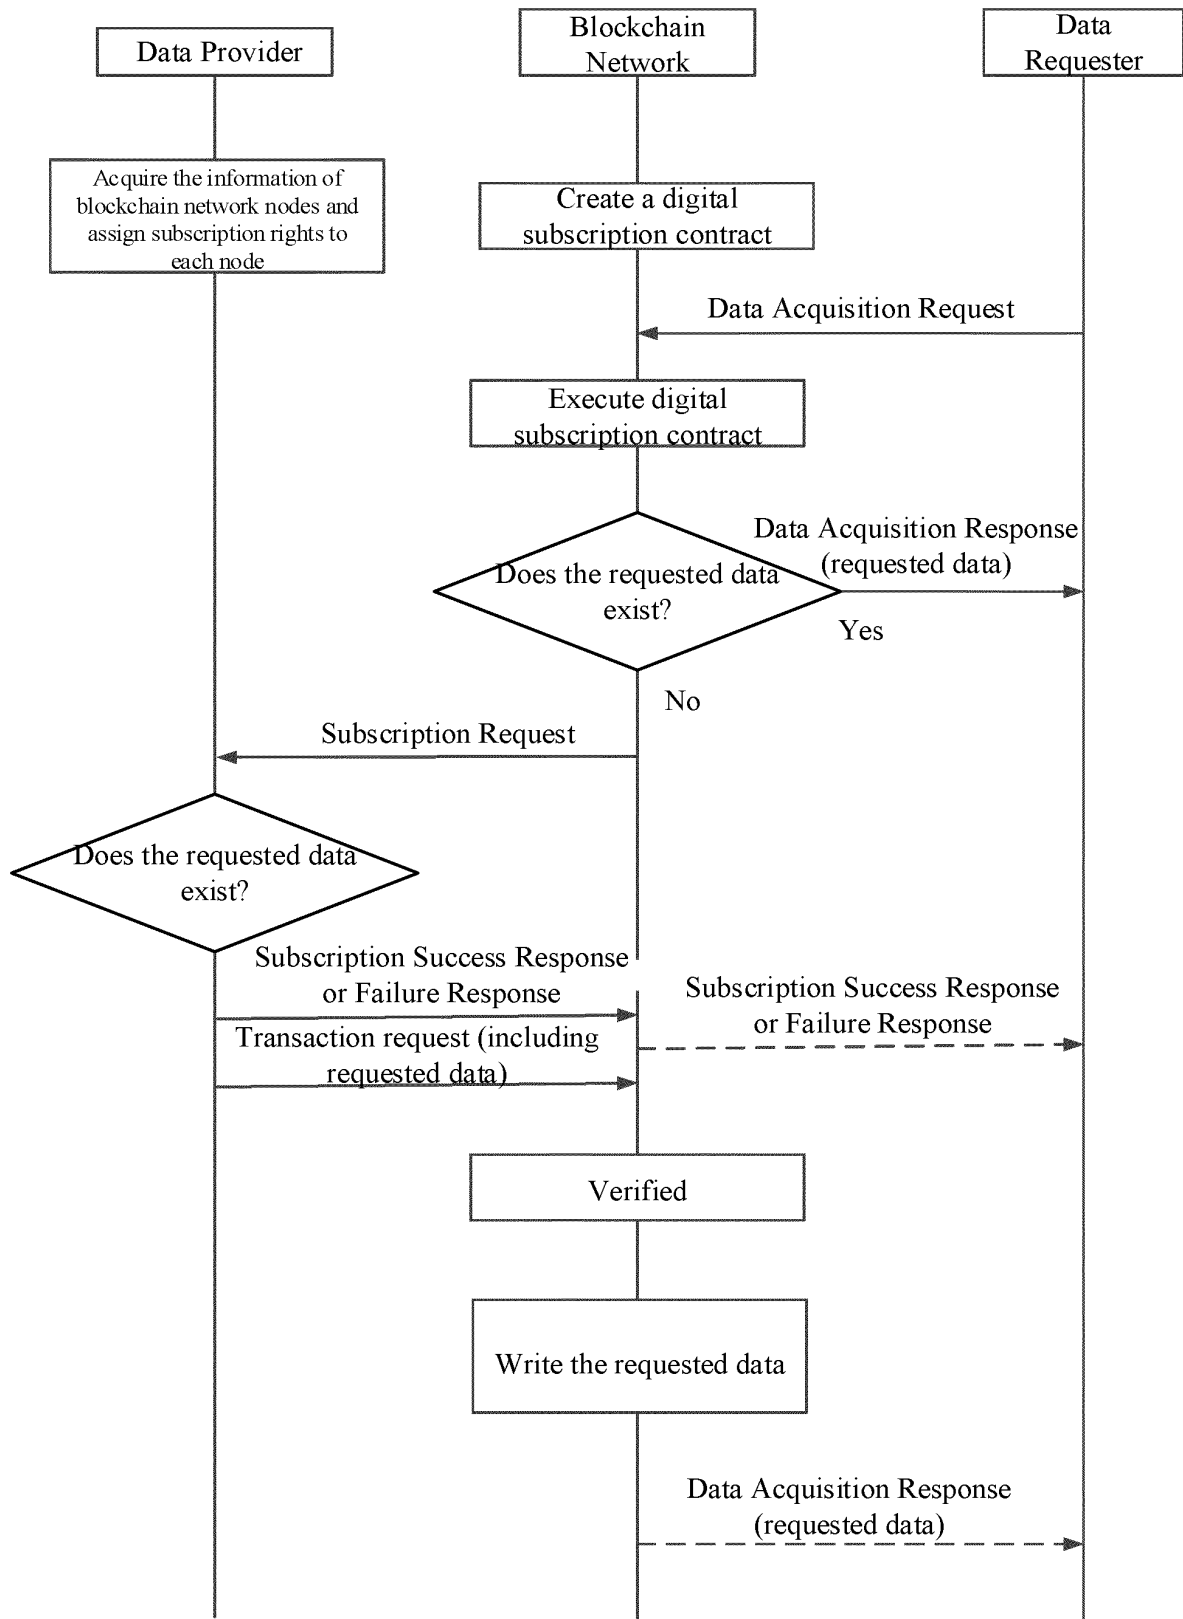 Data Provider
Blockchain
Network
Data
Requester
Acquire the information of
blockchain network nodes and
assign subscription rights to
each node
Create a digital
subscription contract
Data Acquisition Request
Execute digital
subscription contract
Data Acquisition Response
(requested data)
Does the requested data
exist?
Yes
No
Subscription Request
Does the requested data
exist?
Subscription Success Response
or Failure Response
Subscription Success Response
or Failure Response
Transaction request (including
requested data)
Verified
Write the requested data
Data Acquisition Response
(requested data)